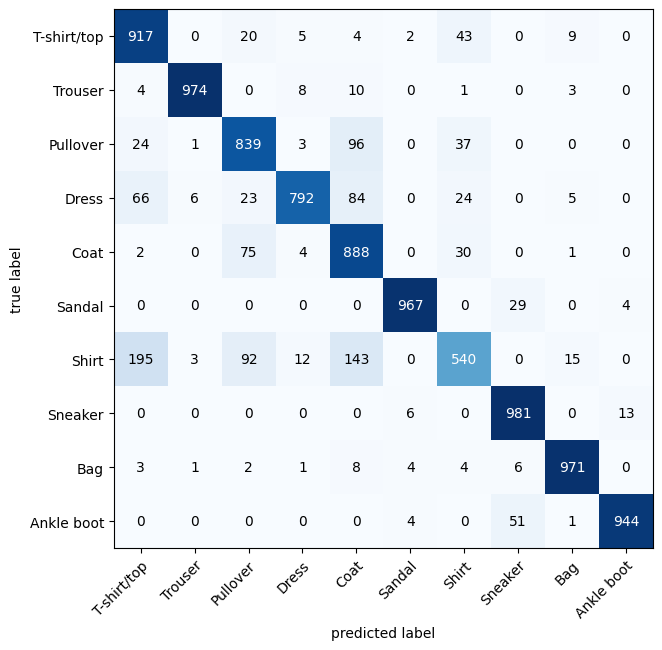 T-shirt/top 917 0 20 5 4 2 43 0 9 0
Trouser 4 974 0 8 10 0 1 0 3 0
Pullover 24 1 839 3 96 0 37 0 0 0
Dress 66 6 23 792 84 0 24 0 5 0
Coat 2 0 75 4 888 0 30 0 1 0
Sandal 0 0 0 0 0 967 0 29 0 4
Shirt 195 3 92 12 143 0 540 0 15 0
Sneaker 0 0 0 0 0 6 0 981 0 13
Bag 3 1 2 1 8 4 4 6 971 0
Ankle boot 0 0 0 0 0 4 0 51 1 944
true label
T-shirt/top Trouser Pullover Dress Coat Sandal Shirt Sneaker Bag Ankle boot
predicted label